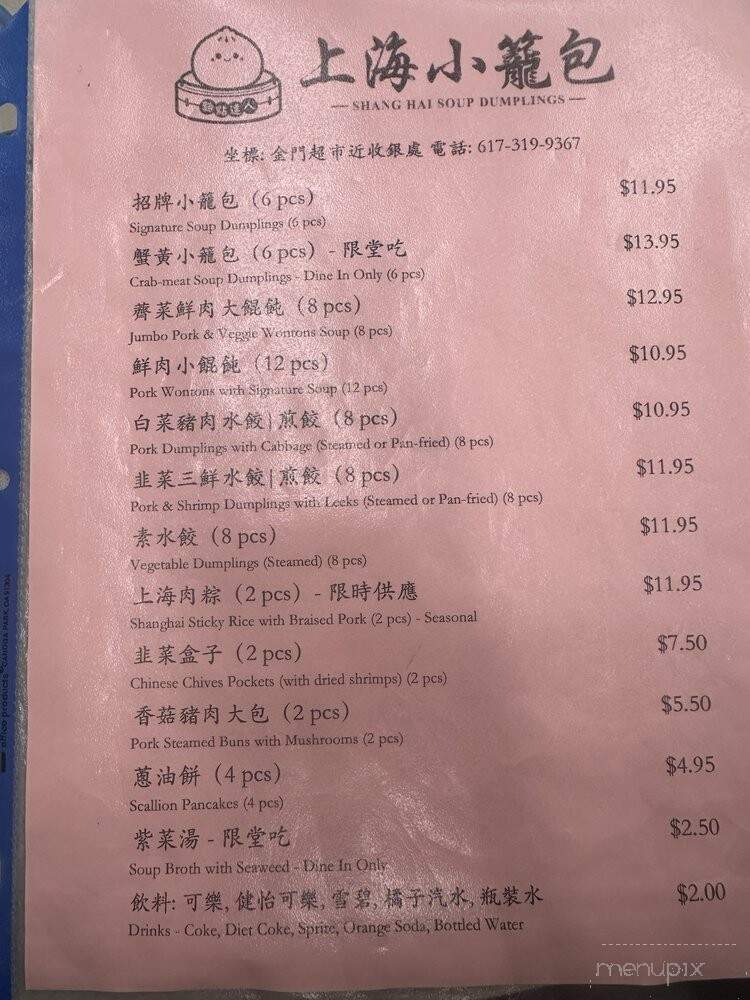 上海小籠包
— SHANG HAI SOUP DUMPLINGS —
坐標: 金門超市近收銀處 電話: 617-319-9367
招牌小籠包（6 pcs） $11.95
Signature Soup Dumplings (6 pcs)
蟹黃小籠包（6 pcs）- 限堂吃 $13.95
Crab-meat Soup Dumplings - Dine In Only (6 pcs)
薺菜鮮肉大餛飩（8 pcs） $12.95
Jumbo Pork & Veggie Wontons Soup (8 pcs)
鮮肉小餛飩（12 pcs） $10.95
Pork Wontons with Signature Soup (12 pcs)
白菜豬肉水餃|煎餃（8 pcs） $10.95
Pork Dumplings with Cabbage (Steamed or Pan-fried) (8 pcs)
韭菜三鮮水餃|煎餃（8 pcs） $11.95
Pork & Shrimp Dumplings with Leeks (Steamed or Pan-fried) (8 pcs)
素水餃（8 pcs） $11.95
Vegetable Dumplings (Steamed) (8 pcs)
上海肉粽（2 pcs）- 限時供應 $11.95
Shanghai Sticky Rice with Braised Pork (2 pcs) - Seasonal
韭菜盒子（2 pcs） $7.50
Chinese Chives Pockets (with dried shrimps) (2 pcs)
香菇豬肉大包（2 pcs） $5.50
Pork Steamed Buns with Mushrooms (2 pcs)
蔥油餅（4 pcs） $4.95
Scallion Pancakes (4 pcs)
紫菜湯 - 限堂吃 $2.50
Soup Broth with Seaweed - Dine In Only
飲料: 可樂, 健怡可樂, 雪碧, 橘子汽水, 瓶裝水 $2.00
Drinks - Coke, Diet Coke, Sprite, Orange Soda, Bottled Water
office products CANOGA PARK, CA 91304
menupix